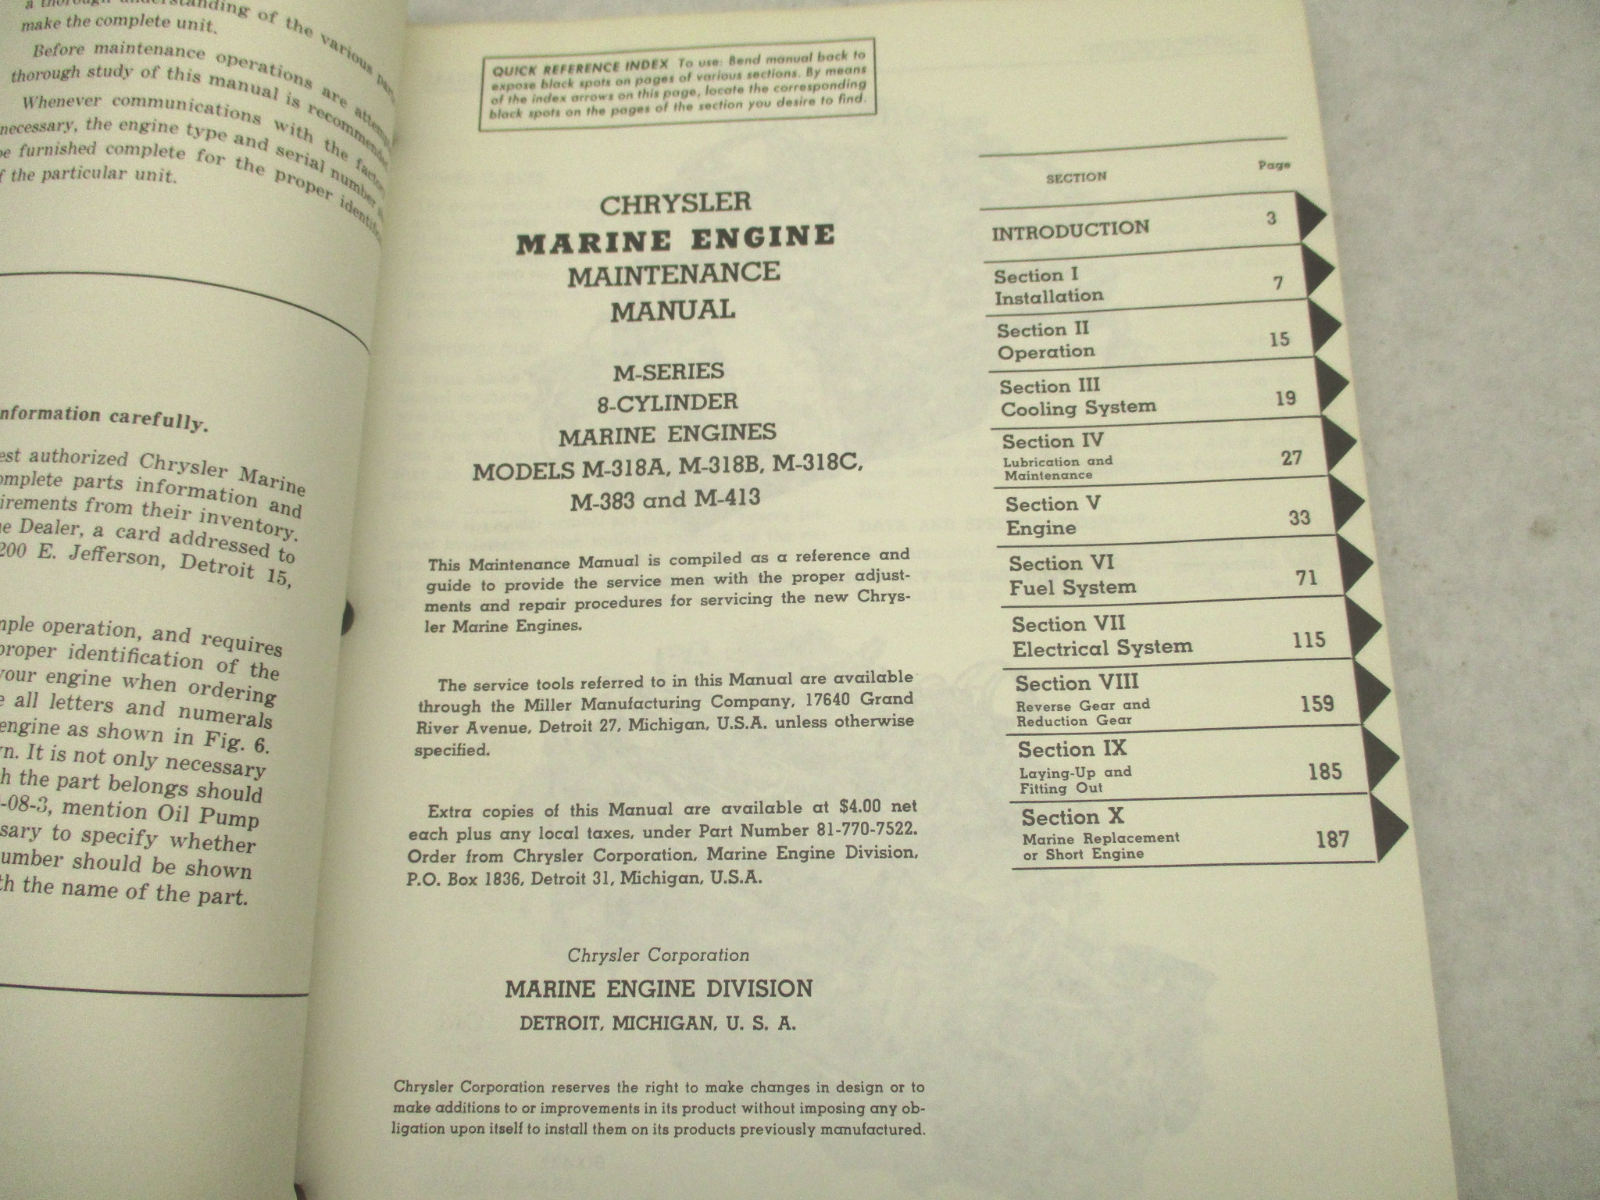 a thorough understanding of the various
make the complete unit.
Before maintenance operations are
thorough study of this manual is
Whenever communications with the
necessary, the engine type and serial number
furnished complete for the proper
the particular unit.
information carefully.
authorized Chrysler Marine
parts information and
from their inventory.
Dealer, a card addressed to
200 E. Jefferson, Detroit 15,
operation, and requires
proper identification of the
your engine when ordering
all letters and numerals
engine as shown in Fig. 6.
It is not only necessary
the part belongs should
-08-3, mention Oil Pump
to specify whether
number should be shown
the name of the part.
QUICK REFERENCE INDEX To use: Bend manual back to
expose black spots on pages of various sections. By means
of the index arrows on this page, locate the corresponding
black spots on the pages of the section you desire to find.
CHRYSLER
MARINE ENGINE
MAINTENANCE
MANUAL
M-SERIES
8-CYLINDER
MARINE ENGINES
MODELS M-318A, M-318B, M-318C,
M-383 and M-413
This Maintenance Manual is compiled as a reference and
guide to provide the service men with the proper adjust-
ments and repair procedures for servicing the new Chrys-
ler Marine Engines.
The service tools referred to in this Manual are available
through the Miller Manufacturing Company, 17640 Grand
River Avenue, Detroit 27, Michigan, U.S.A. unless otherwise
specified.
Extra copies of this Manual are available at $4.00 net
each plus any local taxes, under Part Number 81-770-7522.
Order from Chrysler Corporation, Marine Engine Division,
P.O. Box 1836, Detroit 31, Michigan, U.S.A.
Chrysler Corporation
MARINE ENGINE DIVISION
DETROIT, MICHIGAN, U. S. A.
Chrysler Corporation reserves the right to make changes in design or to
make additions to or improvements in its product without imposing any ob-
ligation upon itself to install them on its products previously manufactured.
SECTION Page
INTRODUCTION 3
Section I
Installation 7
Section II
Operation 15
Section III
Cooling System 19
Section IV
Lubrication and 27
Maintenance
Section V
Engine 33
Section VI
Fuel System 71
Section VII
Electrical System 115
Section VIII
Reverse Gear and 159
Reduction Gear
Section IX
Laying-Up and 185
Fitting Out
Section X
Marine Replacement 187
or Short Engine